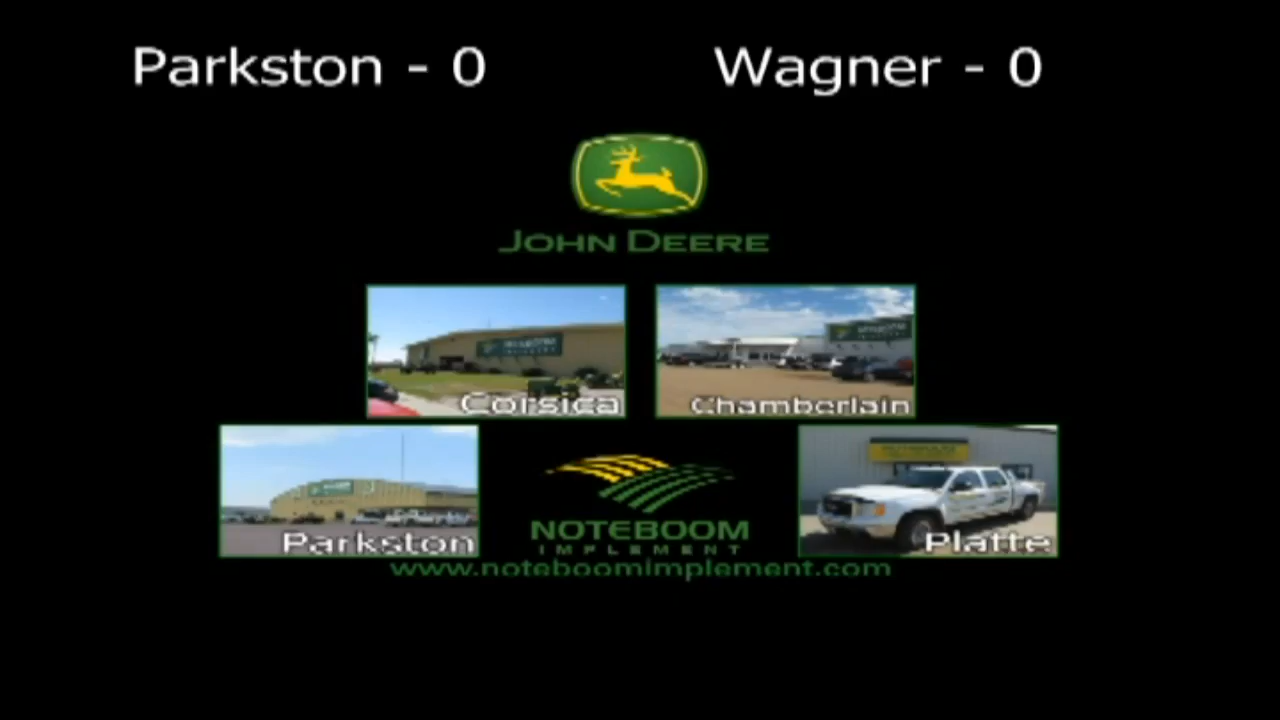 Parkston - 0
Wagner - 0
JOHN DEERE
Corsica
Chamberlain
Parkston
Platte
NOTEBOOM
IMPLEMENT
www.noteboomimplement.com